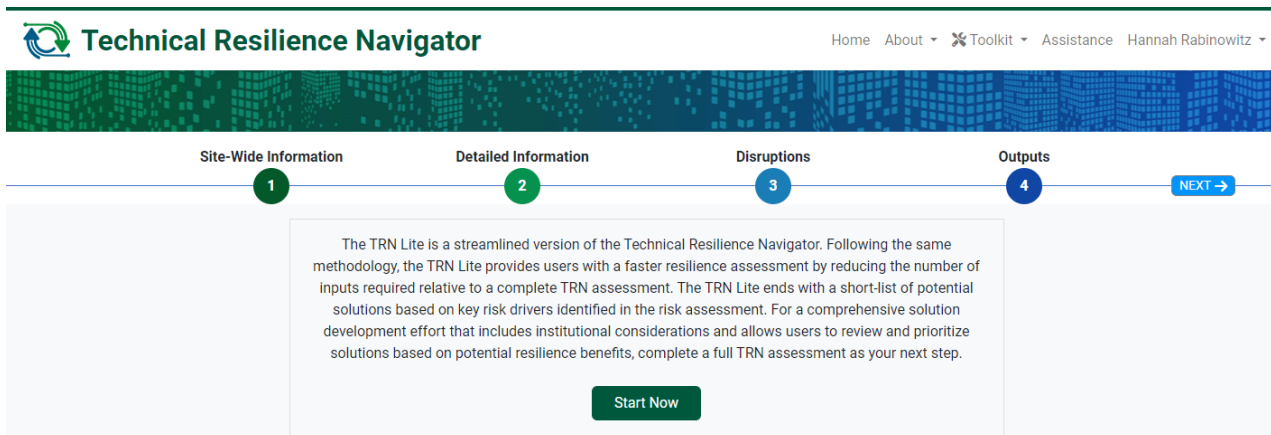 Technical Resilience Navigator
Home About Toolkit Assistance Hannah Rabinowitz
Site-Wide Information Detailed Information Disruptions Outputs
1 2 3 4 NEXT →
The TRN Lite is a streamlined version of the Technical Resilience Navigator. Following the same
methodology, the TRN Lite provides users with a faster resilience assessment by reducing the number of
inputs required relative to a complete TRN assessment. The TRN Lite ends with a short-list of potential
solutions based on key risk drivers identified in the risk assessment. For a comprehensive solution
development effort that includes institutional considerations and allows users to review and prioritize
solutions based on potential resilience benefits, complete a full TRN assessment as your next step.
Start Now